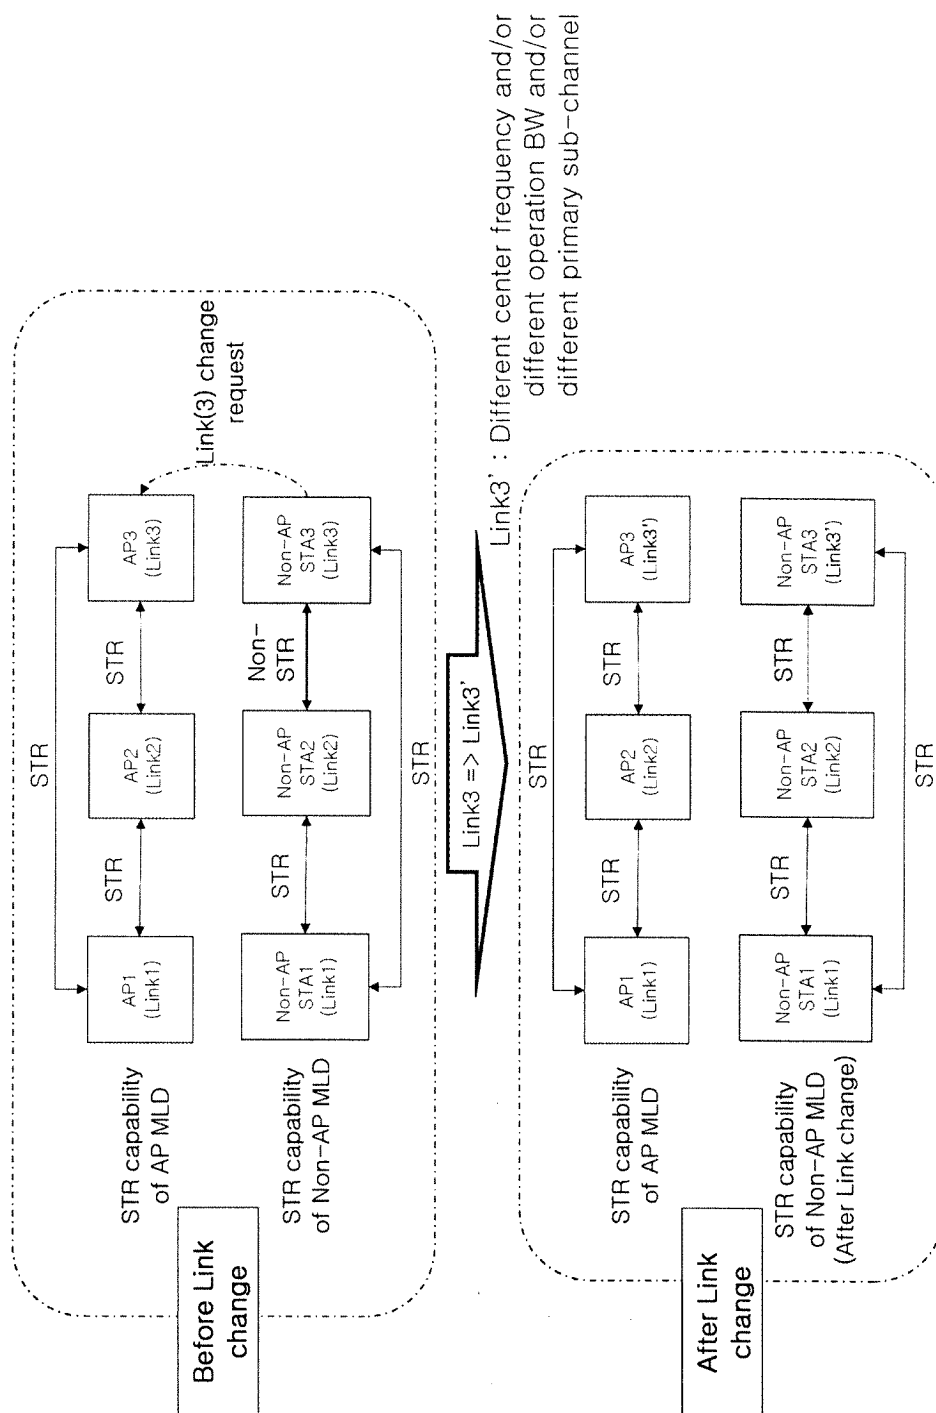 Before Link
change
STR capability
of AP MLD
STR
AP1
(Link1)
STR
AP2
(Link2)
STR
AP3
(Link3)
Link(3) change
request
STR capability
of Non-AP MLD
Non-AP
STA1
(Link1)
STR
Non-AP
STA2
(Link2)
Non-
STR
Non-AP
STA3
(Link3)
STR
Link3 => Link3'
Link3' : Different center frequency and/or
different operation BW and/or
different primary sub-channel
After Link
change
STR capability
of AP MLD
STR
AP1
(Link1)
STR
AP2
(Link2)
STR
AP3
(Link3')
STR capability
of Non-AP MLD
(After Link change)
Non-AP
STA1
(Link1)
STR
Non-AP
STA2
(Link2)
STR
Non-AP
STA3
(Link3')
STR